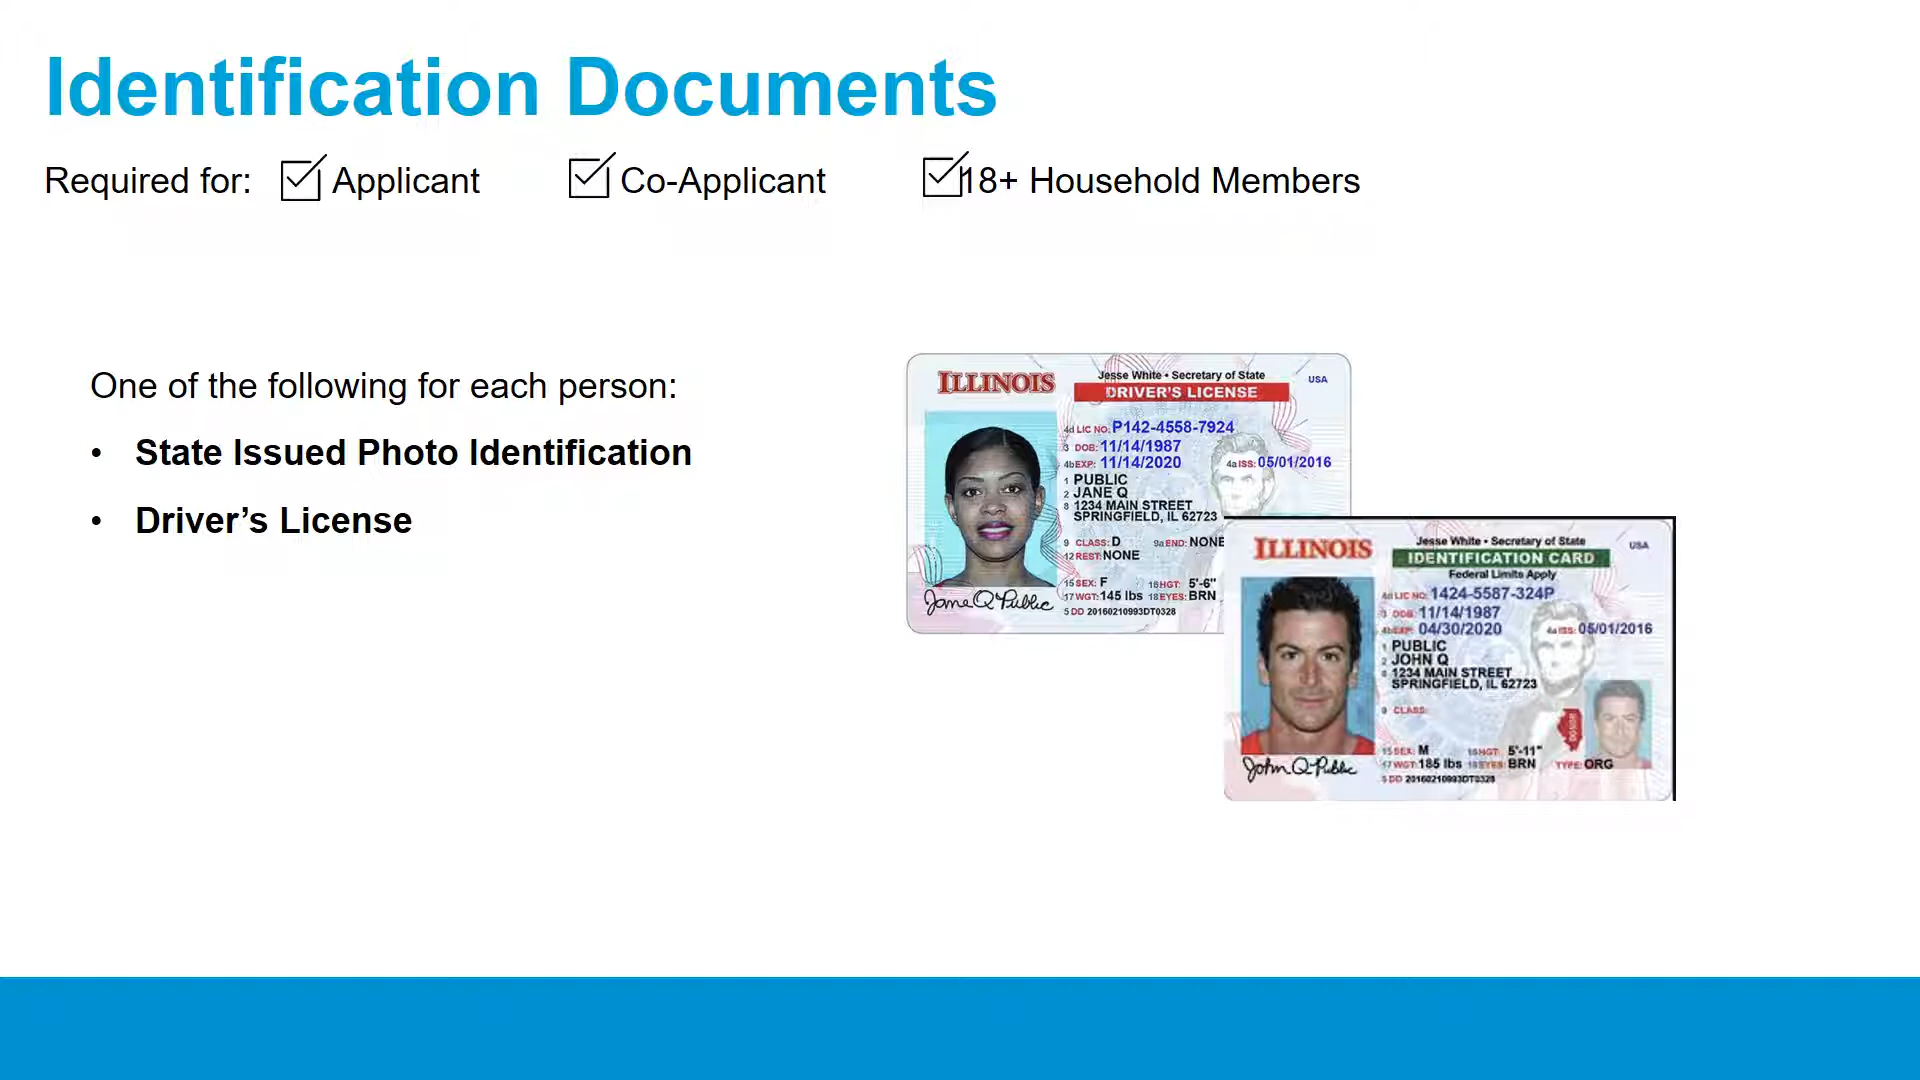 Identification Documents
Required for: Applicant Co-Applicant 18+ Household Members
One of the following for each person:
• State Issued Photo Identification
• Driver’s License
ILLINOIS
Jesse White • Secretary of State
USA
DRIVER'S LICENSE
4d LIC NO: P142-4558-7924
3 DOB: 11/14/1987
4b EXP: 11/14/2020 4a ISS: 05/01/2016
1 PUBLIC
2 JANE Q
8 1234 MAIN STREET
SPRINGFIELD, IL 62723
9 CLASS: D 9a END: NONE
12 REST: NONE
15 SEX: F 16 HGT: 5'-6"
17 WGT: 145 lbs 18 EYES: BRN
5 DD 20160210993DT0328
Jane Q Public
ILLINOIS
Jesse White • Secretary of State
USA
IDENTIFICATION CARD
Federal Limits Apply
4d LIC NO: 1424-5587-324P
3 DOB: 11/14/1987
4b EXP: 04/30/2020 4a ISS: 05/01/2016
1 PUBLIC
2 JOHN Q
8 1234 MAIN STREET
SPRINGFIELD, IL 62723
9 CLASS:
15 SEX: M 16 HGT: 5'-11"
17 WGT: 185 lbs 18 EYES: BRN TYPE: ORG
5 DD 20160210993DT0328
John Q Public